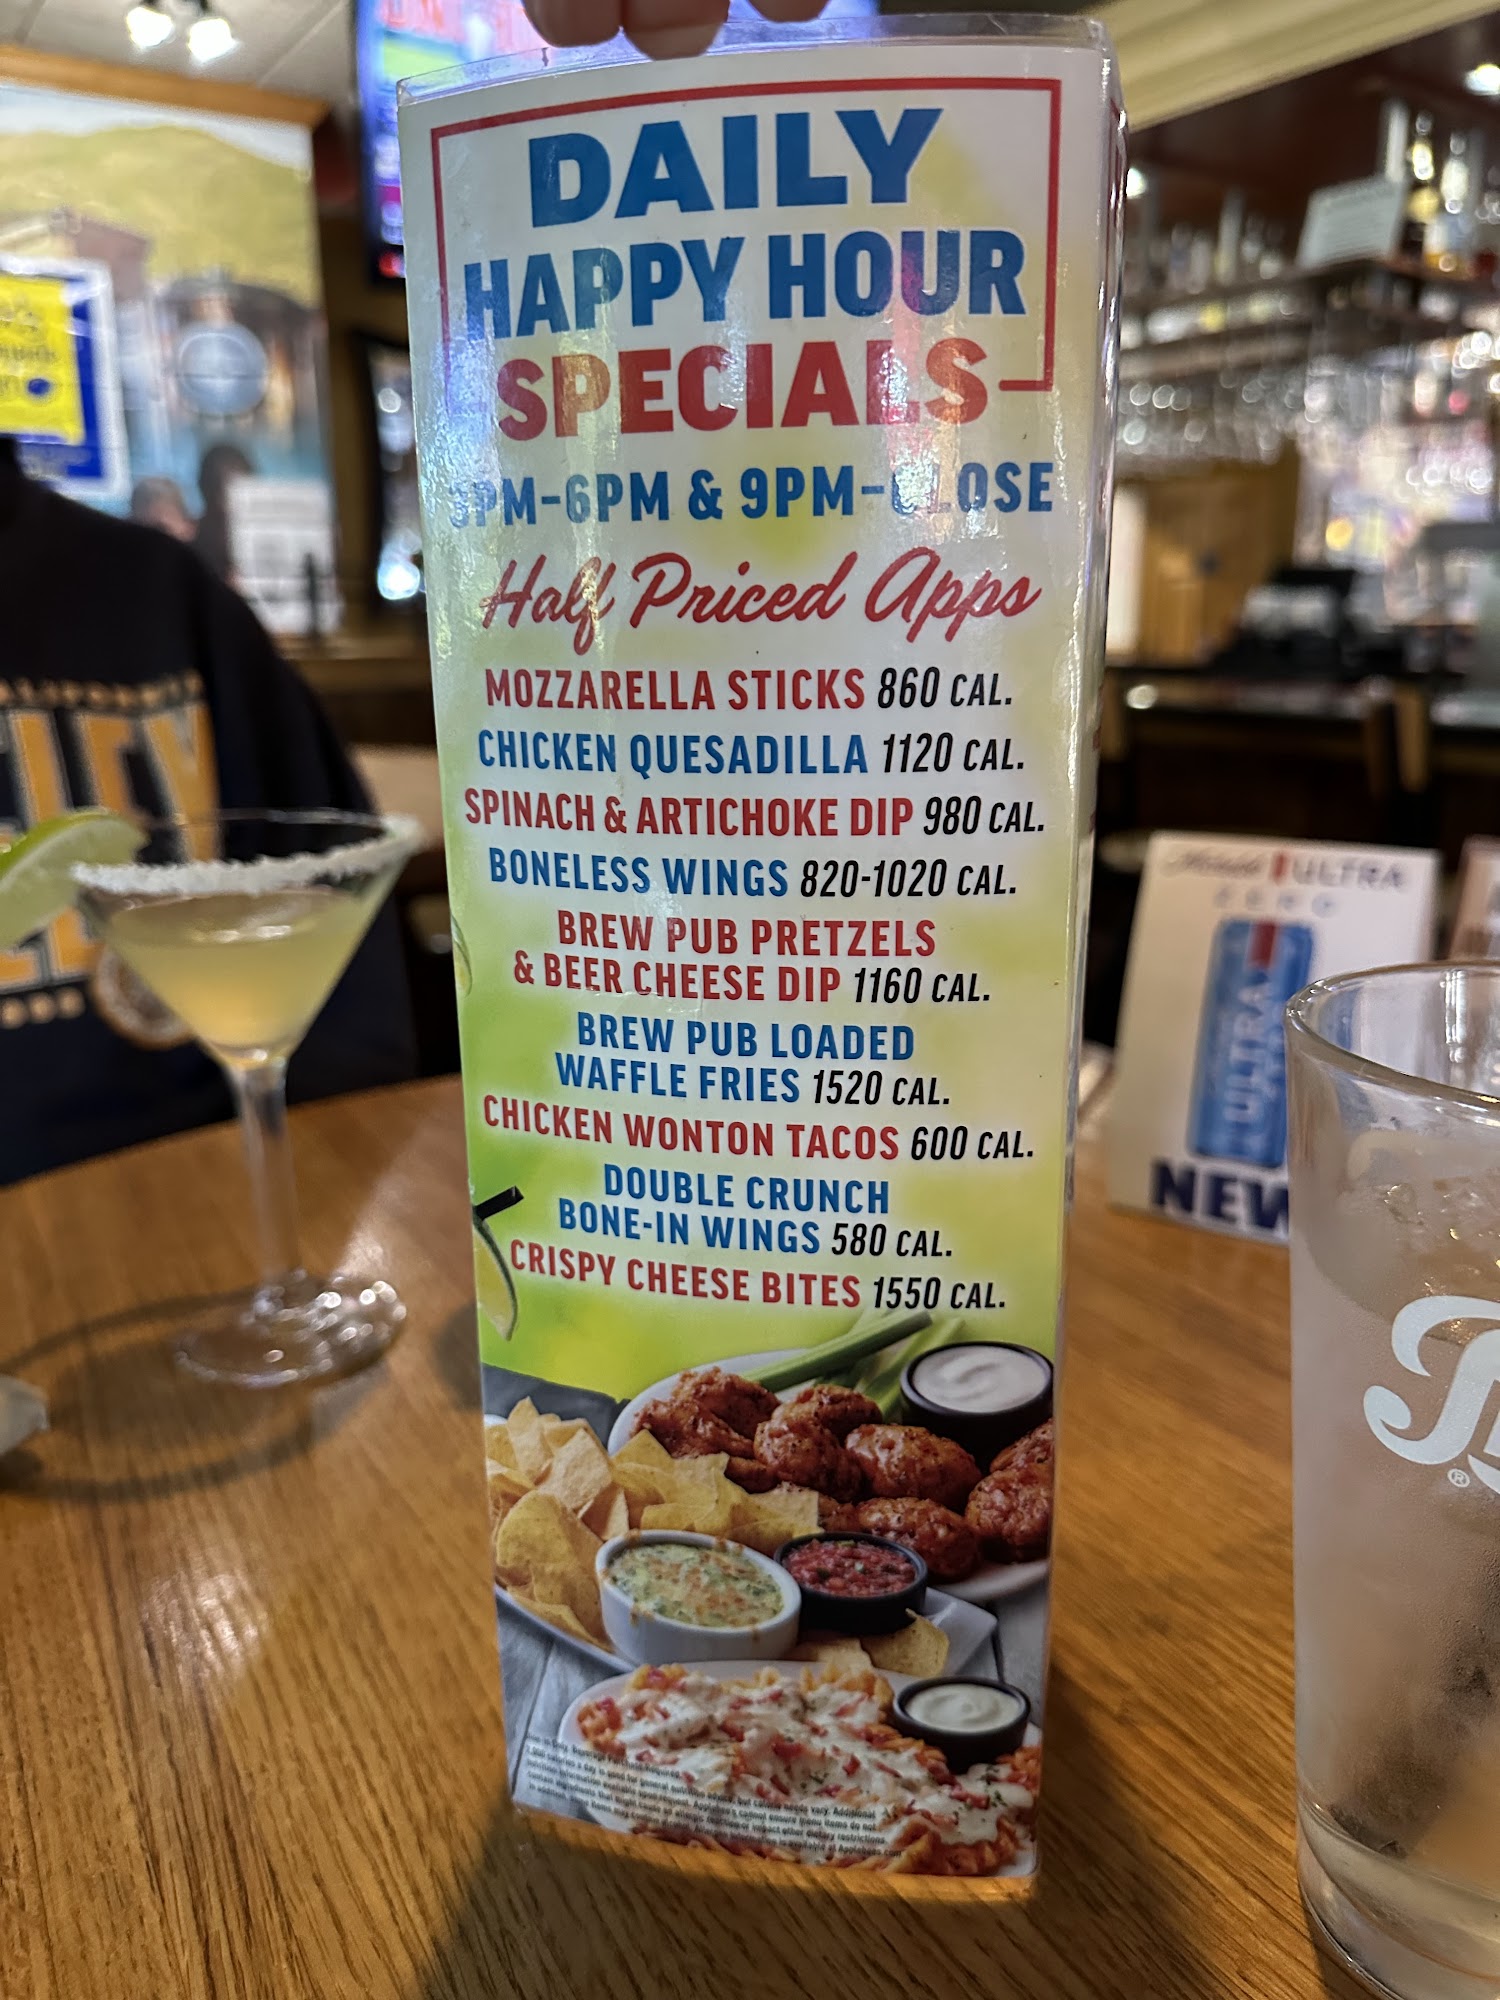 DAILY
HAPPY HOUR
SPECIALS
3PM-6PM & 9PM-CLOSE
Half Priced Apps
MOZZARELLA STICKS 860 CAL.
CHICKEN QUESADILLA 1120 CAL.
SPINACH & ARTICHOKE DIP 980 CAL.
BONELESS WINGS 820-1020 CAL.
BREW PUB PRETZELS
& BEER CHEESE DIP 1160 CAL.
BREW PUB LOADED
WAFFLE FRIES 1520 CAL.
CHICKEN WONTON TACOS 600 CAL.
DOUBLE CRUNCH
BONE-IN WINGS 580 CAL.
CRISPY CHEESE BITES 1550 CAL.
ULTRA
ZERO
ULTRA
NEW